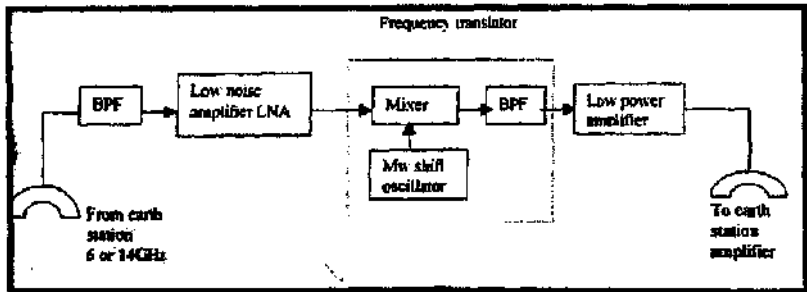 Frequency translator
BPF
Low noise
amplifier LNA
Mixer
BPF
Low power
amplifier
Mw shift
oscillator
From earth
station
6 or 14GHz
To earth
station
amplifier